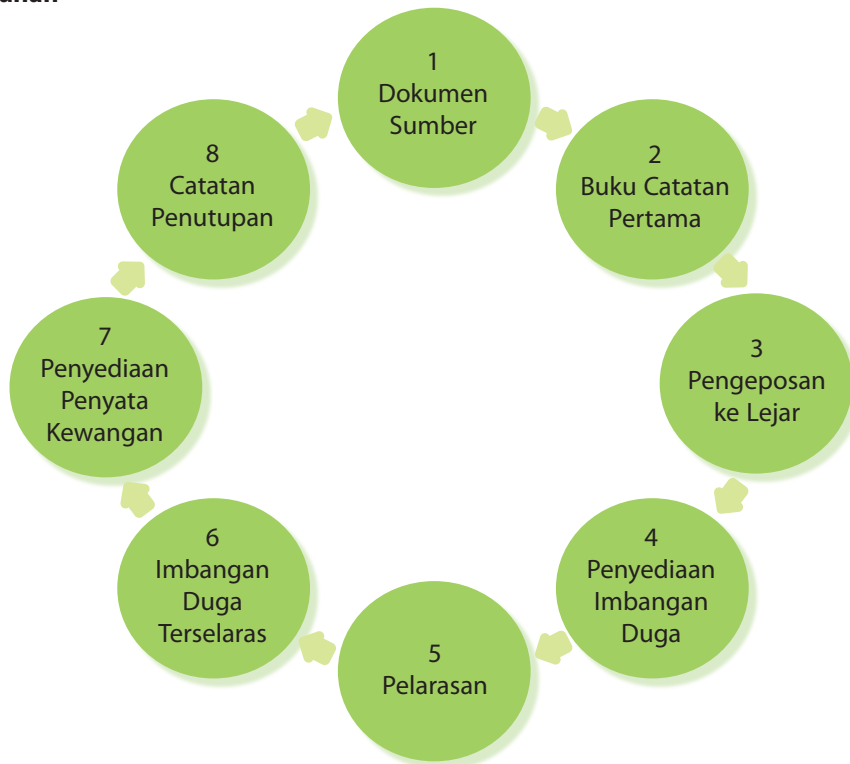 1
Dokumen
Sumber
2
Buku Catatan
Pertama
3
Pengeposan
ke Lejar
4
Penyediaan
Imbangan
Duga
5
Pelarasan
6
Imbangan
Duga
Terselaras
7
Penyediaan
Penyata
Kewangan
8
Catatan
Penutupan